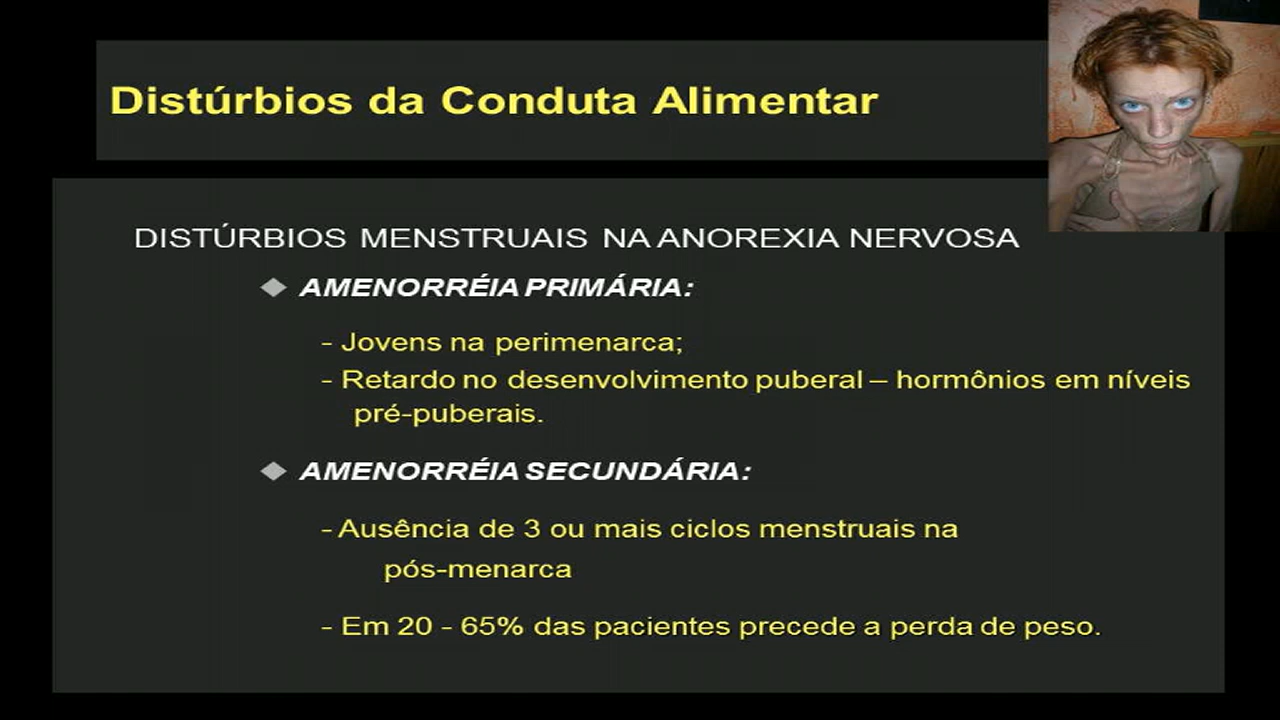 Distúrbios da Conduta Alimentar
DISTÚRBIOS MENSTRUAIS NA ANOREXIA NERVOSA
AMENORRÉIA PRIMÁRIA:
- Jovens na perimenarca;
- Retardo no desenvolvimento puberal – hormônios em níveis
pré-puberais.
AMENORRÉIA SECUNDÁRIA:
- Ausência de 3 ou mais ciclos menstruais na
pós-menarca
- Em 20 - 65% das pacientes precede a perda de peso.